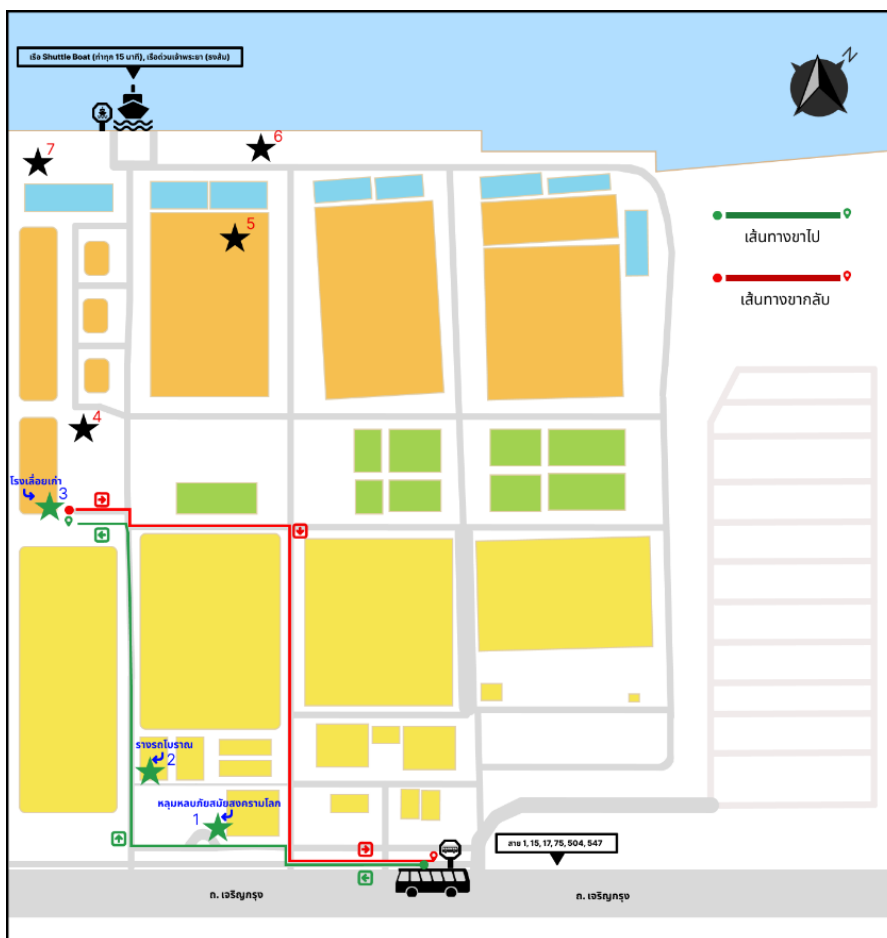 เรือ Shuttle Boat (ทำทุก 15 นาที), เรือด่วนเจ้าพระยา (ธงส้ม)
N
7
6
5
เส้นทางขาไป
เส้นทางขากลับ
4
โรงเลื่อยเก่า
3
รางรถโบราณ
2
หลุมหลบภัยสมัยสงครามโลก
1
สาย 1, 15, 17, 75, 504, 547
ถ. เจริญกรุง
ถ. เจริญกรุง